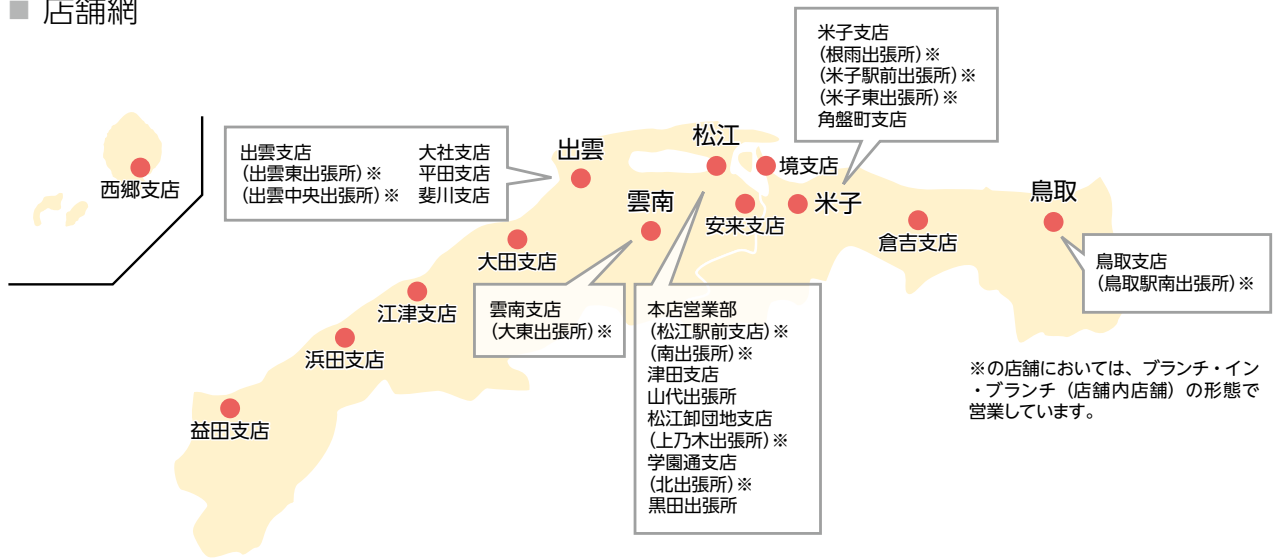 ■ 店舗網
米子支店
(根雨出張所)※
(米子駅前出張所)※
(米子東出張所)※
角盤町支店
西郷支店
出雲支店 大社支店
(出雲東出張所)※ 平田支店
(出雲中央出張所)※ 斐川支店
出雲
松江
境支店
雲南
安来支店
米子
倉吉支店
鳥取
鳥取支店
(鳥取駅南出張所)※
大田支店
江津支店
浜田支店
益田支店
雲南支店
(大東出張所)※
本店営業部
(松江駅前支店)※
(南出張所)※
津田支店
山代出張所
松江卸団地支店
(上乃木出張所)※
学園通支店
(北出張所)※
黒田出張所
※の店舗においては、ブランチ・イン
・ブランチ（店舗内店舗）の形態で
営業しています。